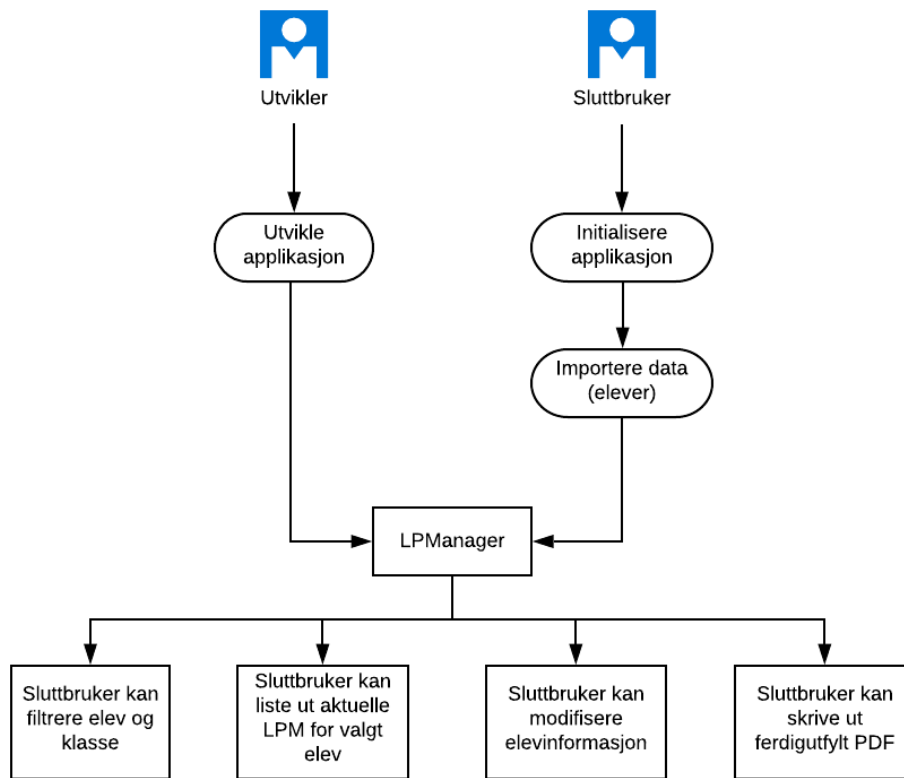 Utvikler
Sluttbruker
Utvikle
applikasjon
Initialisere
applikasjon
Importere data
(elever)
LPManager
Sluttbruker kan
filtrere elev og
klasse
Sluttbruker kan
liste ut aktuelle
LPM for valgt
elev
Sluttbruker kan
modifisere
elevinformasjon
Sluttbruker kan
skrive ut
ferdigutfylt PDF